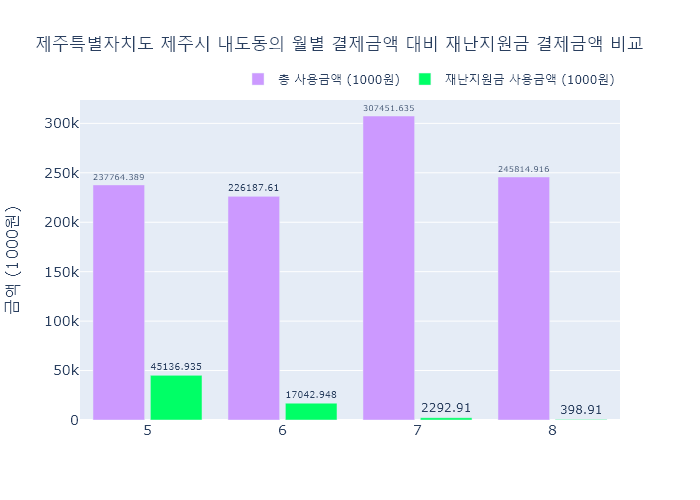 제주특별자치도 제주시 내도동의 월별 결제금액 대비 재난지원금 결제금액 비교
총 사용금액 (1000원)
재난지원금 사용금액 (1000원)
금액 (1000원)
300k
250k
200k
150k
100k
50k
0
237764.389
226187.61
307451.635
245814.916
45136.935
17042.948
2292.91
398.91
5
6
7
8